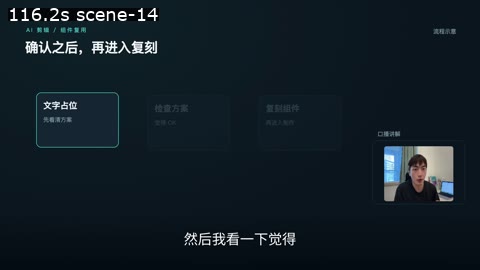 116.2s scene-14
AI 剪辑 / 组件复用
流程示意
确认之后，再进入复刻
文字占位
先看清方案
检查方案
觉得 OK
复刻组件
再进入制作
口播讲解
然后我看一下觉得